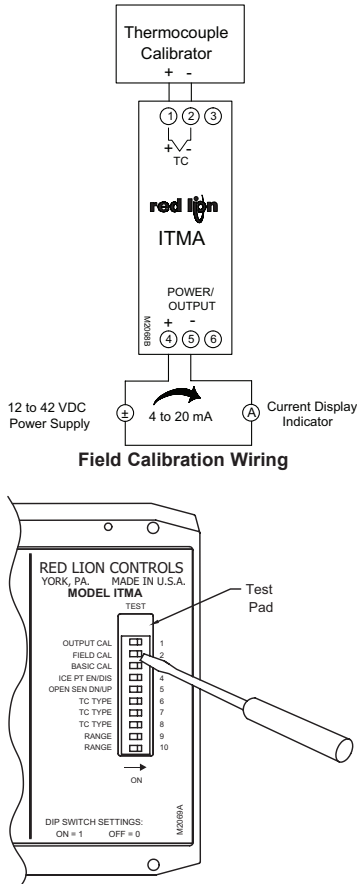 Thermocouple
Calibrator
+ -
1 2 3
+ -
TC
red lion
ITMA
POWER/
OUTPUT
M2068B
+ -
4 5 6
12 to 42 VDC
Power Supply
±
4 to 20 mA
A
Current Display
Indicator
Field Calibration Wiring
RED LION CONTROLS
YORK, PA. MADE IN U.S.A.
MODEL ITMA
TEST
Test
Pad
OUTPUT CAL 1
FIELD CAL 2
BASIC CAL
ICE PT EN/DIS 4
OPEN SEN DN/UP 5
TC TYPE 6
TC TYPE 7
TC TYPE 8
RANGE 9
RANGE 10
ON
DIP SWITCH SETTINGS:
ON = 1 OFF = 0
M2069A